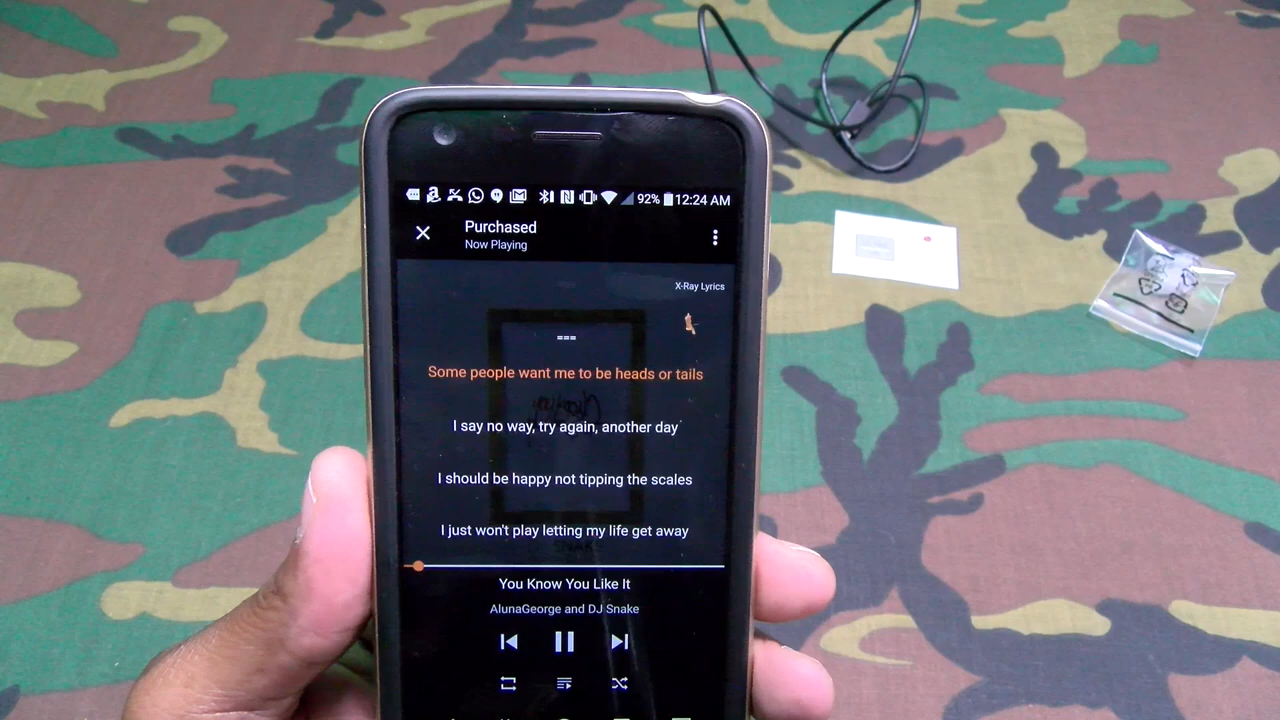 92% 12:24 AM
Purchased
Now Playing
X-Ray Lyrics
===
Some people want me to be heads or tails
I say no way, try again, another day
I should be happy not tipping the scales
I just won't play letting my life get away
You Know You Like It
AlunaGeorge and DJ Snake